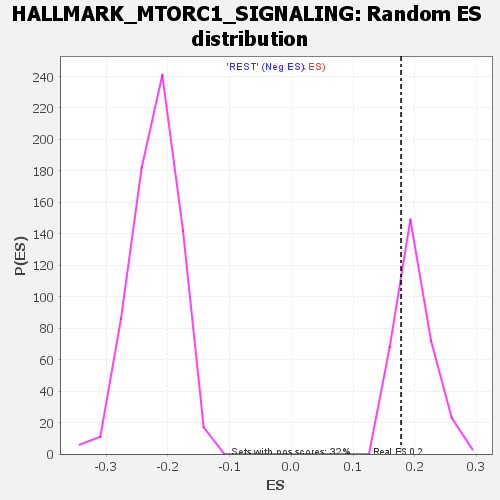 HALLMARK_MTORC1_SIGNALING: Random ES
distribution
'REST' (Neg ES) ES)
P(ES)
240
220
200
180
160
140
120
100
80
60
40
20
0
Sets with pos scores: 32%
Real ES 0.2
-0.3 -0.2 -0.1 0.0 0.1 0.2 0.3
ES